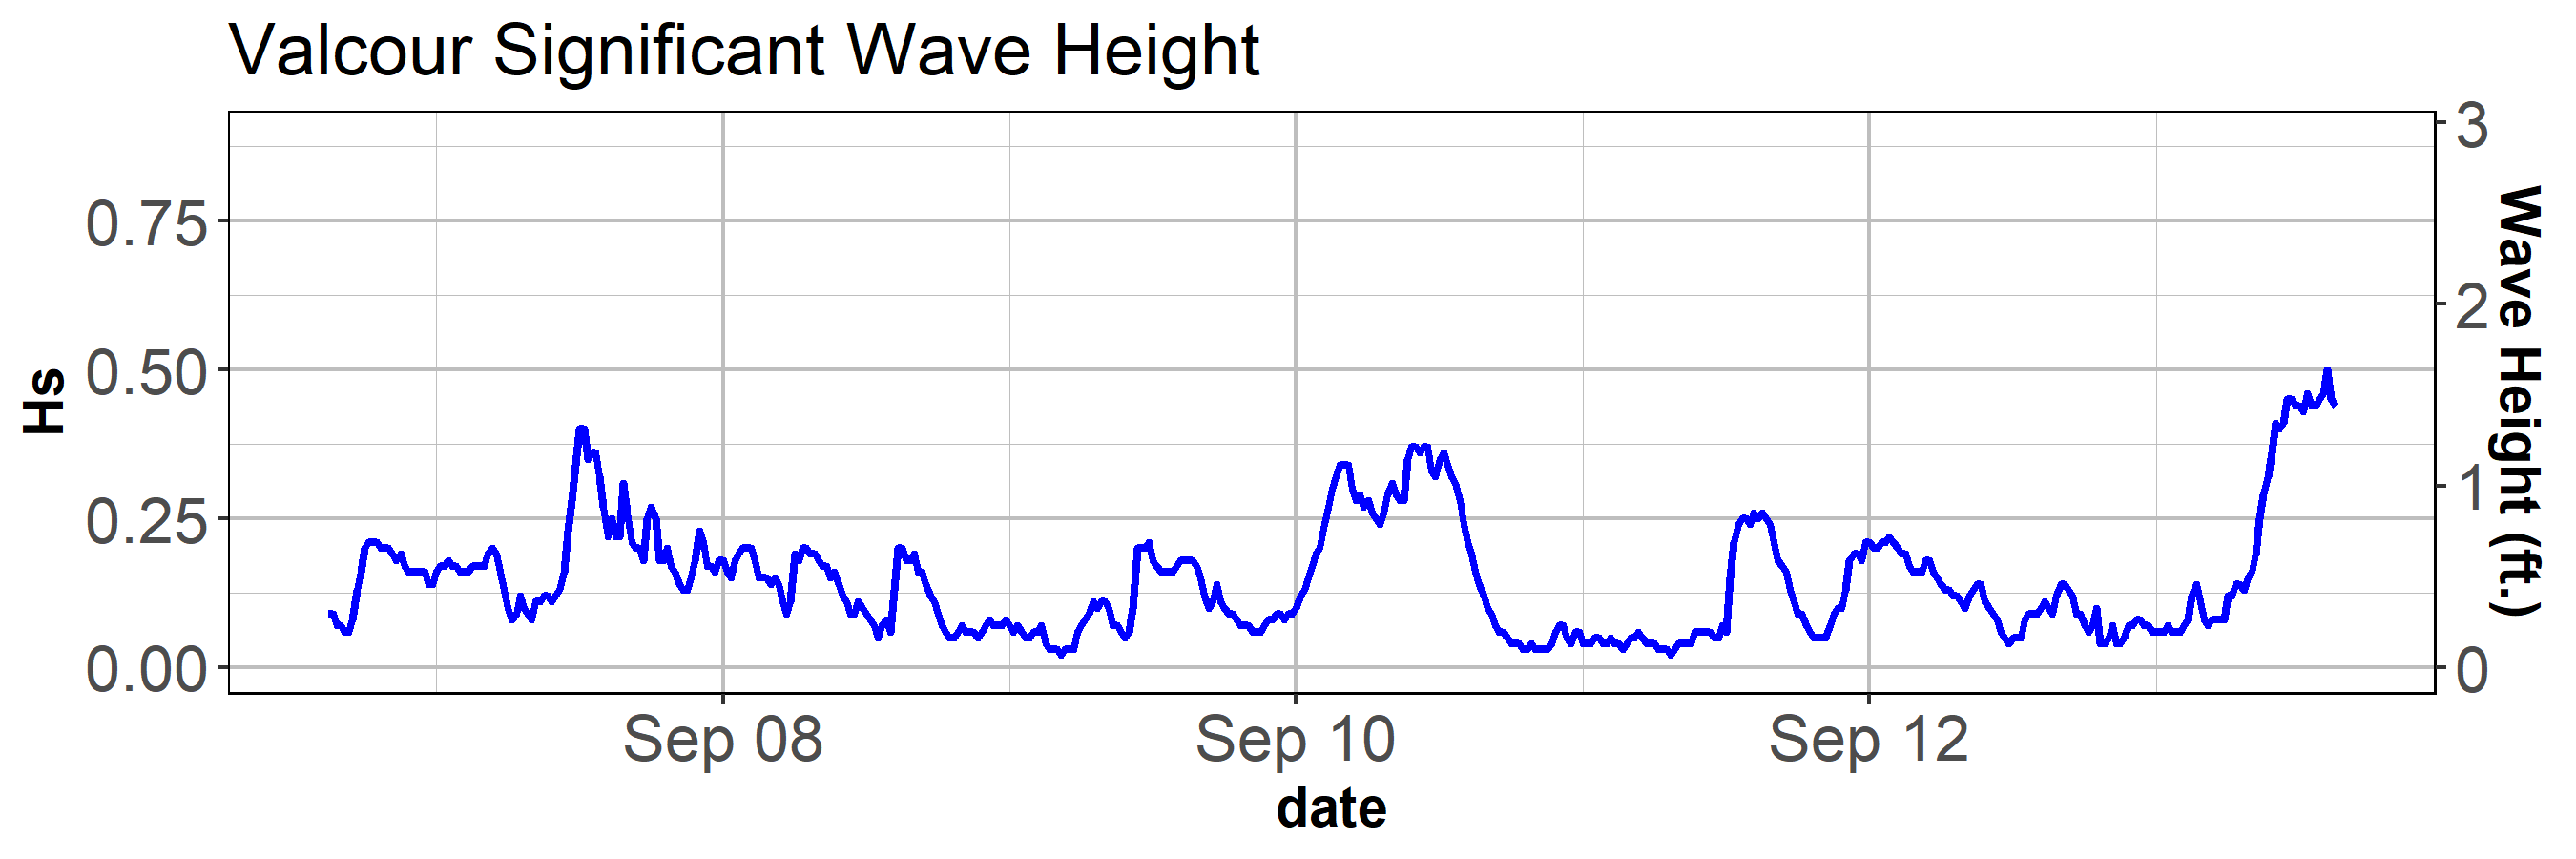 Valcour Significant Wave Height
Hs
0.75
0.50
0.25
0.00
3
2
1
0
Wave Height (ft.)
Sep 08
Sep 10
Sep 12
date